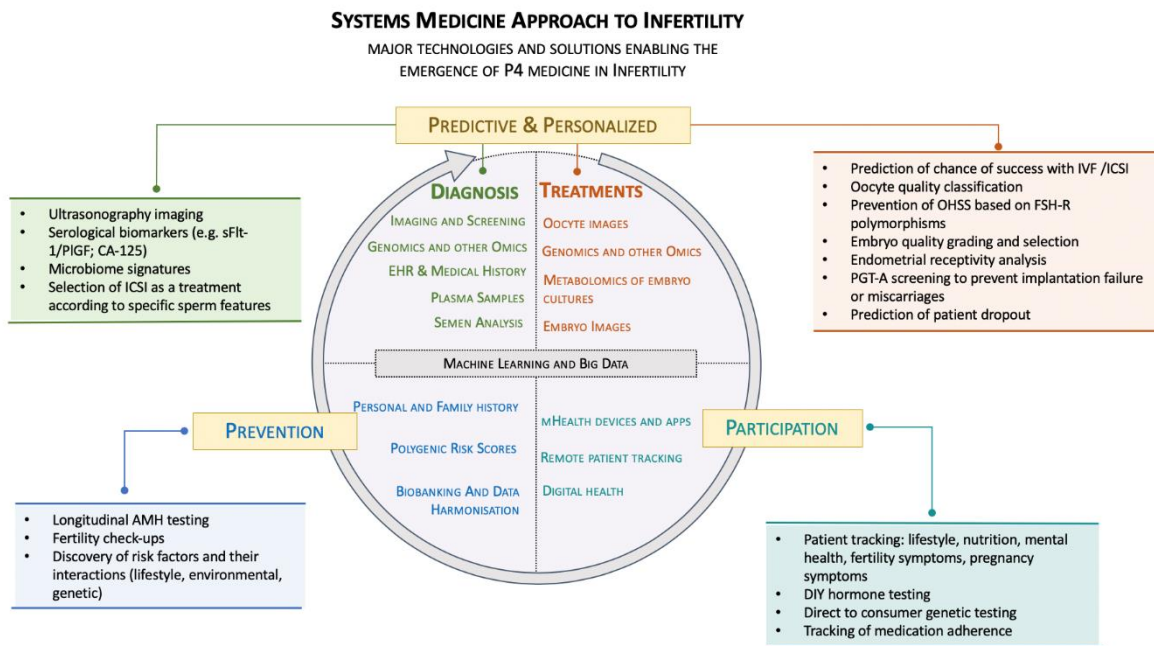 SYSTEMS MEDICINE APPROACH TO INFERTILITY
MAJOR TECHNOLOGIES AND SOLUTIONS ENABLING THE
EMERGENCE OF P4 MEDICINE IN INFERTILITY
PREDICTIVE & PERSONALIZED
• Ultrasonography imaging
• Serological biomarkers (e.g. sFlt-
1/PlGF; CA-125)
• Microbiome signatures
• Selection of ICSI as a treatment
according to specific sperm features
DIAGNOSIS
IMAGING AND SCREENING
GENOMICS AND OTHER OMICS
EHR & MEDICAL HISTORY
PLASMA SAMPLES
SEMEN ANALYSIS
TREATMENTS
OOCYTE IMAGES
GENOMICS AND OTHER OMICS
METABOLOMICS OF EMBRYO
CULTURES
EMBRYO IMAGES
• Prediction of chance of success with IVF /ICSI
• Oocyte quality classification
• Prevention of OHSS based on FSH-R
polymorphisms
• Embryo quality grading and selection
• Endometrial receptivity analysis
• PGT-A screening to prevent implantation failure
or miscarriages
• Prediction of patient dropout
MACHINE LEARNING AND BIG DATA
PREVENTION
PERSONAL AND FAMILY HISTORY
POLYGENIC RISK SCORES
BIOBANKING AND DATA
HARMONISATION
MHEALTH DEVICES AND APPS
REMOTE PATIENT TRACKING
DIGITAL HEALTH
PARTICIPATION
• Longitudinal AMH testing
• Fertility check-ups
• Discovery of risk factors and their
interactions (lifestyle, environmental,
genetic)
• Patient tracking: lifestyle, nutrition, mental
health, fertility symptoms, pregnancy
symptoms
• DIY hormone testing
• Direct to consumer genetic testing
• Tracking of medication adherence